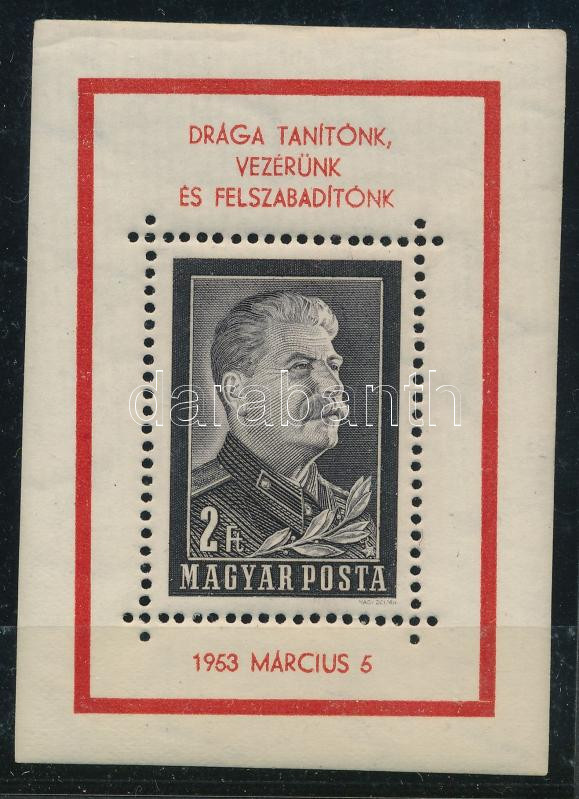 DRÁGA TANÍTÓNK,
VEZÉRÜNK
ÉS FELSZABADÍTÓNK
darabanth
2 Ft
MAGYAR POSTA
1953 MÁRCIUS 5